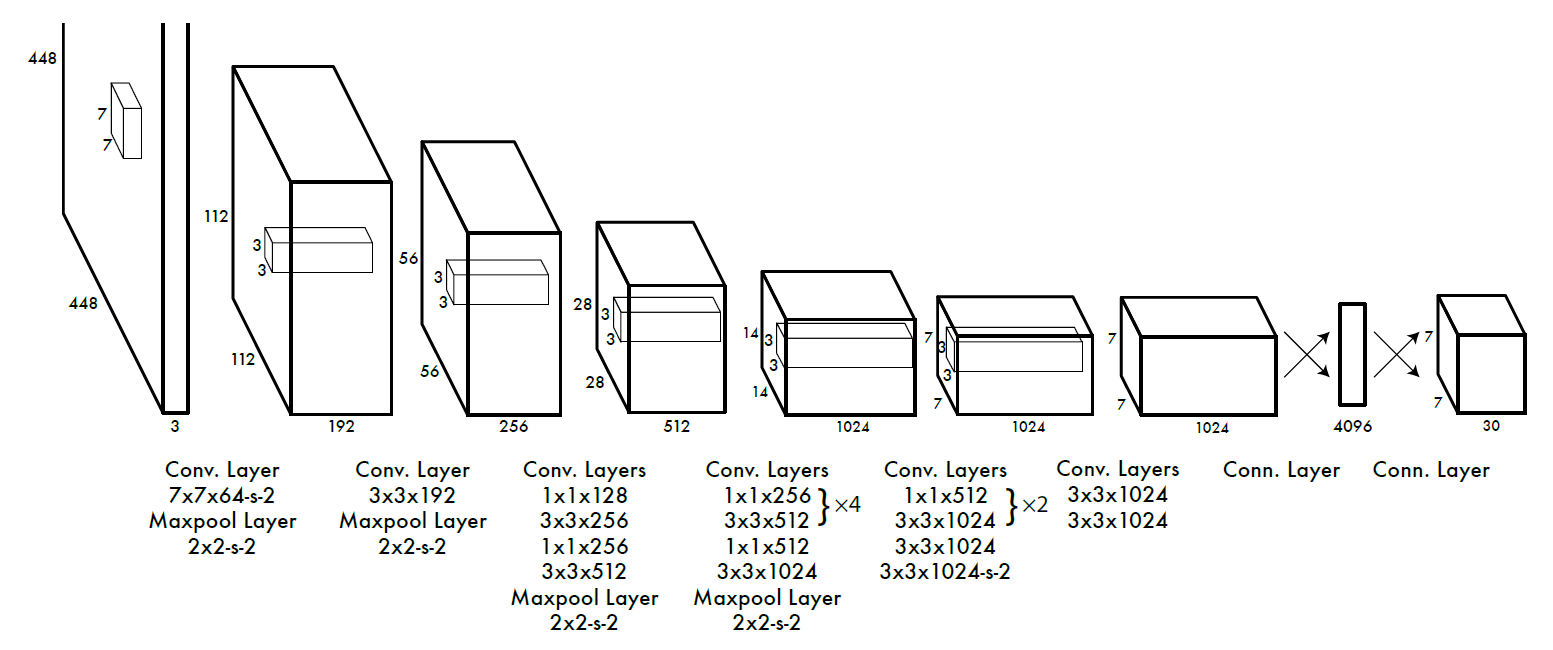 448
448
7
7
3
112
112
3
3
192
56
56
3
3
256
28
28
3
3
512
14
14
3
3
1024
7
7
3
3
1024
7
7
1024
4096
7
7
30
Conv. Layer
7x7x64-s-2
Maxpool Layer
2x2-s-2
Conv. Layer
3x3x192
Maxpool Layer
2x2-s-2
Conv. Layers
1x1x128
3x3x256
1x1x256
3x3x512
Maxpool Layer
2x2-s-2
Conv. Layers
1x1x256
3x3x512 } ×4
1x1x512
3x3x1024
Maxpool Layer
2x2-s-2
Conv. Layers
1x1x512
3x3x1024 } ×2
3x3x1024
3x3x1024-s-2
Conv. Layers
3x3x1024
3x3x1024
Conn. Layer
Conn. Layer